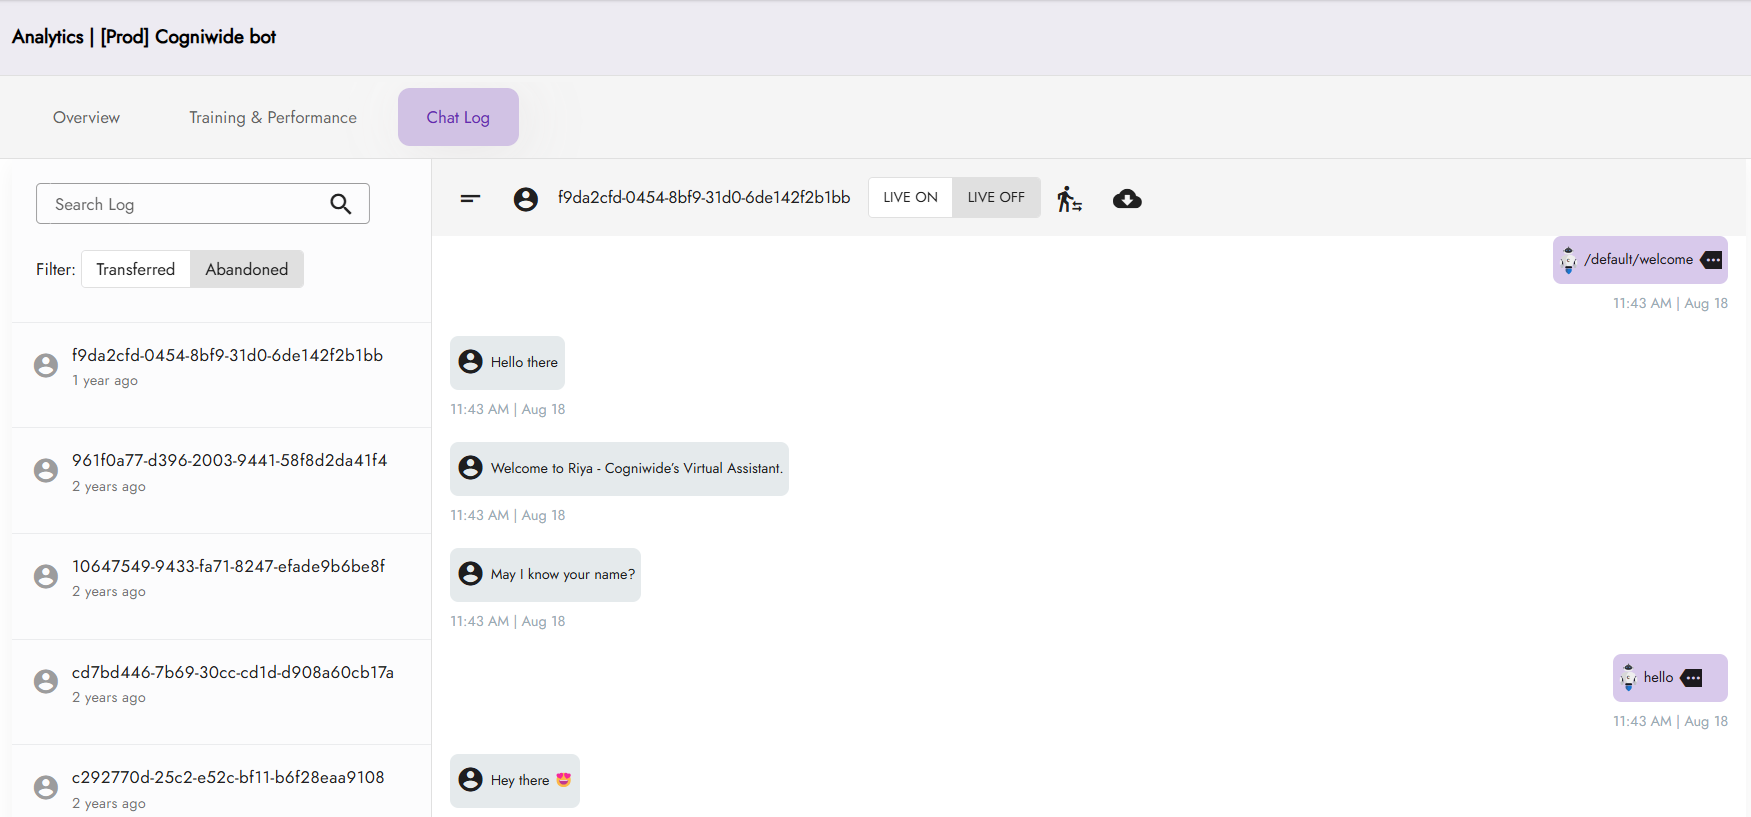 Analytics | [Prod] Cogniwide bot
Overview
Training & Performance
Chat Log
Search Log
Filter:
Transferred
Abandoned
f9da2cfd-0454-8bf9-31d0-6de142f2b1bb
1 year ago
961f0a77-d396-2003-9441-58f8d2da41f4
2 years ago
10647549-9433-fa71-8247-efade9b6be8f
2 years ago
cd7bd446-7b69-30cc-cd1d-d908a60cb17a
2 years ago
c292770d-25c2-e52c-bf11-b6f28eaa9108
2 years ago
f9da2cfd-0454-8bf9-31d0-6de142f2b1bb
LIVE ON
LIVE OFF
/default/welcome
11:43 AM | Aug 18
Hello there
11:43 AM | Aug 18
Welcome to Riya - Cogniwide's Virtual Assistant.
11:43 AM | Aug 18
May I know your name?
11:43 AM | Aug 18
hello
11:43 AM | Aug 18
Hey there 😍